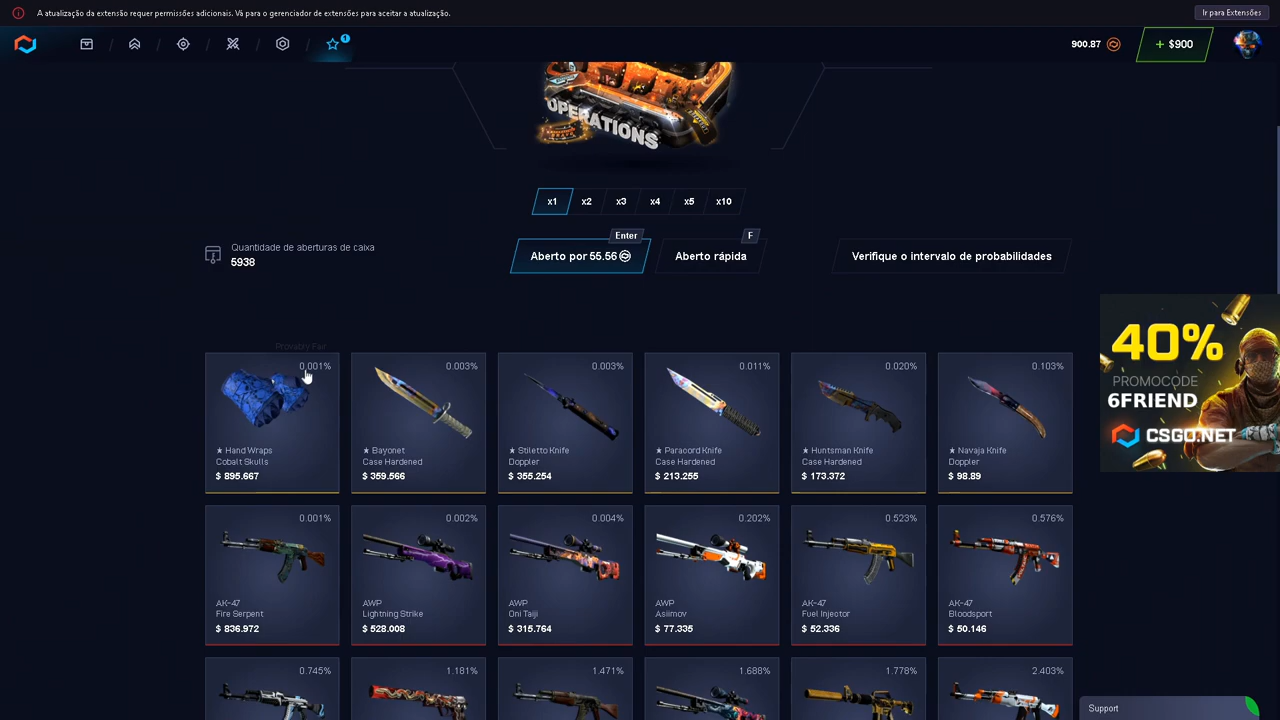 A atualização da extensão requer permissões adicionais. Vá para o gerenciador de extensões para aceitar a atualização.
Ir para Extensões
1
900.87
+ $900
OPERATIONS
x1 x2 x3 x4 x5 x10
Quantidade de aberturas de caixa
5938
Enter
Aberto por 55.56
F
Aberto rápida
Verifique o intervalo de probabilidades
Provably Fair
0.001%
★ Hand Wraps
Cobalt Skulls
$ 895.667
0.003%
★ Bayonet
Case Hardened
$ 359.566
0.003%
★ Stiletto Knife
Doppler
$ 355.254
0.011%
★ Paracord Knife
Case Hardened
$ 213.255
0.020%
★ Huntsman Knife
Case Hardened
$ 173.372
0.103%
★ Navaja Knife
Doppler
$ 98.89
40%
PROMOCODE
6FRIEND
CSGO.NET
0.001%
AK-47
Fire Serpent
$ 836.972
0.002%
AWP
Lightning Strike
$ 528.008
0.004%
AWP
Oni Taiji
$ 315.764
0.202%
AWP
Asiimov
$ 77.335
0.523%
AK-47
Fuel Injector
$ 52.336
0.576%
AK-47
Bloodsport
$ 50.146
0.745%
1.181%
1.471%
1.688%
1.778%
2.403%
Support